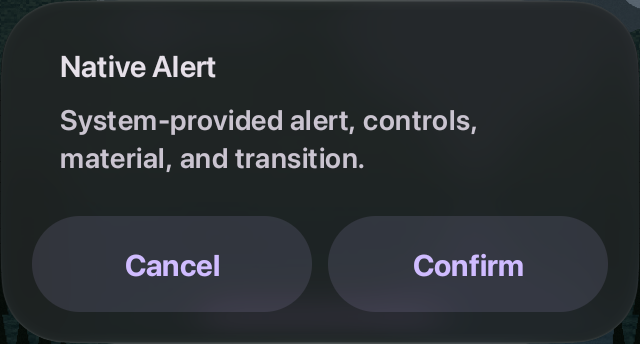 Native Alert
System-provided alert, controls,
material, and transition.
Cancel
Confirm